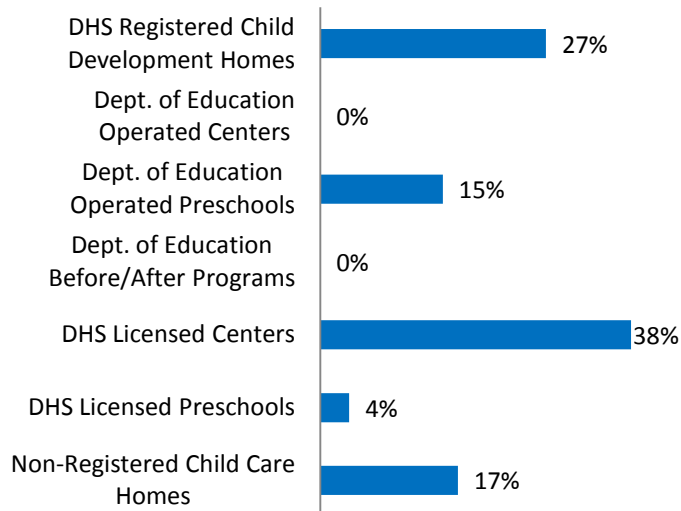 DHS Registered Child
Development Homes
27%
Dept. of Education
Operated Centers
0%
Dept. of Education
Operated Preschools
15%
Dept. of Education
Before/After Programs
0%
DHS Licensed Centers
38%
DHS Licensed Preschools
4%
Non-Registered Child Care
Homes
17%